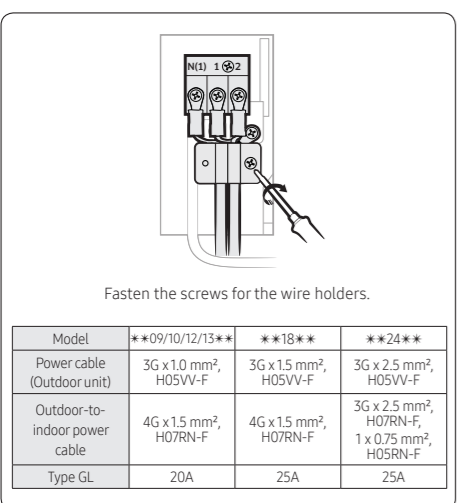 N(1) 1 2
Fasten the screws for the wire holders.
Model ✶✶09/10/12/13✶✶ ✶✶18✶✶ ✶✶24✶✶
Power cable (Outdoor unit) 3G x 1.0 mm², H05VV-F 3G x 1.5 mm², H05VV-F 3G x 2.5 mm², H05VV-F
Outdoor-to-indoor power cable 4G x 1.5 mm², H07RN-F 4G x 1.5 mm², H07RN-F 3G x 2.5 mm², H07RN-F, 1 x 0.75 mm², H05RN-F
Type GL 20A 25A 25A